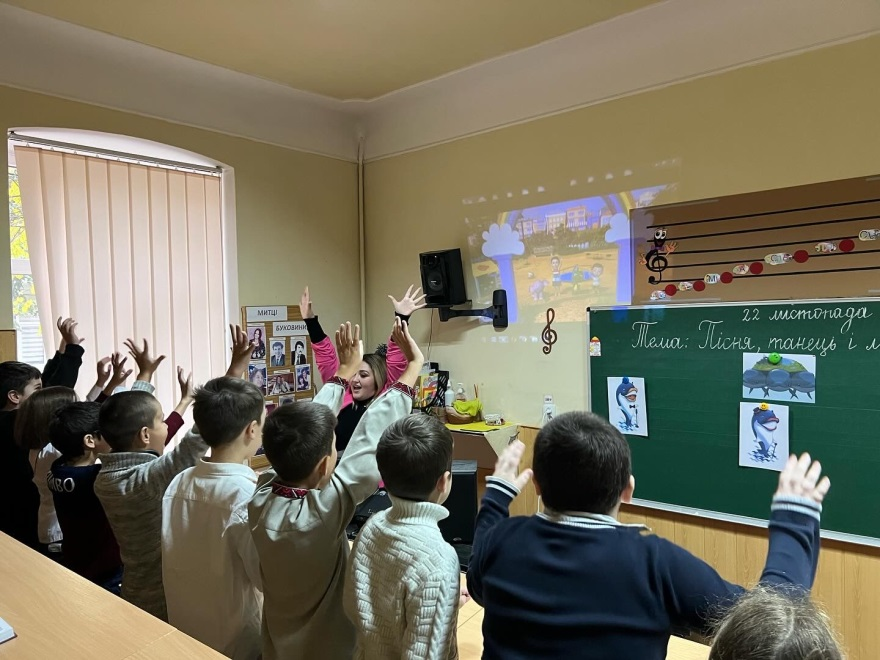 МИТЦІ
БУКОВИНИ
22 листопада
Тема: Пісня, танець і м